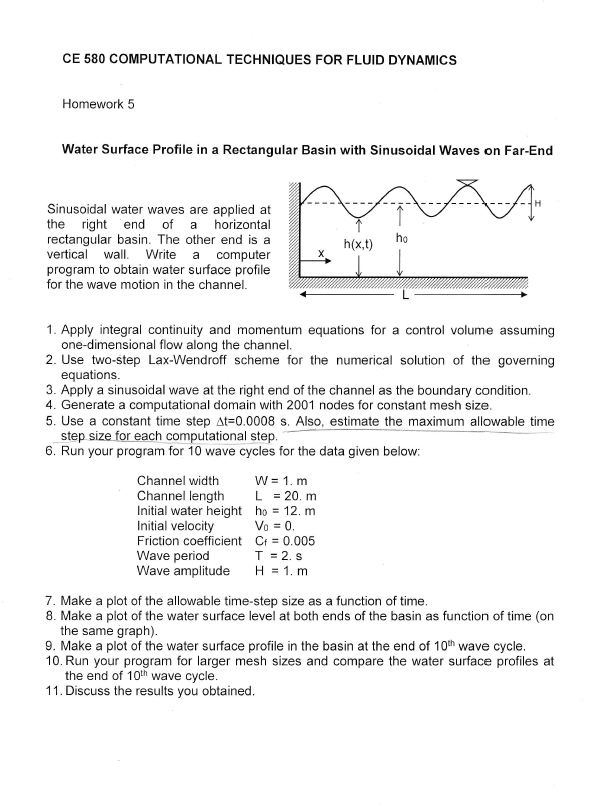 CE 580 COMPUTATIONAL TECHNIQUES FOR FLUID DYNAMICS
Homework 5
Water Surface Profile in a Rectangular Basin with Sinusoidal Waves on Far-End
Sinusoidal water waves are applied at
the right end of a horizontal
rectangular basin. The other end is a
vertical wall. Write a computer
program to obtain water surface profile
for the wave motion in the channel.
H
h(x,t)
h₀
x
L
1. Apply integral continuity and momentum equations for a control volume assuming
one-dimensional flow along the channel.
2. Use two-step Lax-Wendroff scheme for the numerical solution of the governing
equations.
3. Apply a sinusoidal wave at the right end of the channel as the boundary condition.
4. Generate a computational domain with 2001 nodes for constant mesh size.
5. Use a constant time step Δt=0.0008 s. Also, estimate the maximum allowable time
step size for each computational step.
6. Run your program for 10 wave cycles for the data given below:
Channel width W = 1. m
Channel length L = 20. m
Initial water height h₀ = 12. m
Initial velocity V₀ = 0.
Friction coefficient Cf = 0.005
Wave period T = 2. s
Wave amplitude H = 1. m
7. Make a plot of the allowable time-step size as a function of time.
8. Make a plot of the water surface level at both ends of the basin as function of time (on
the same graph).
9. Make a plot of the water surface profile in the basin at the end of 10th wave cycle.
10. Run your program for larger mesh sizes and compare the water surface profiles at
the end of 10th wave cycle.
11. Discuss the results you obtained.